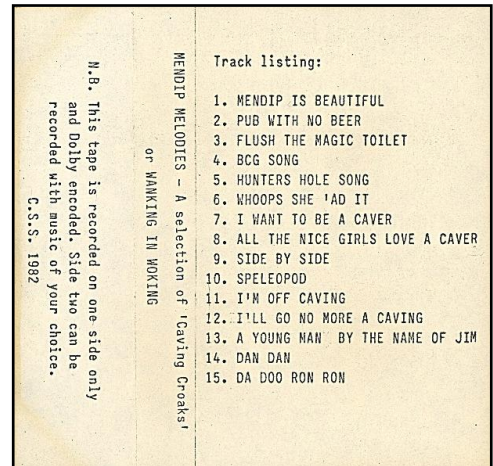 Track listing:
1. MENDIP IS BEAUTIFUL
2. PUB WITH NO BEER
3. FLUSH THE MAGIC TOILET
4. BCG SONG
5. HUNTERS HOLE SONG
6. WHOOPS SHE 'AD IT
7. I WANT TO BE A CAVER
8. ALL THE NICE GIRLS LOVE A CAVER
9. SIDE BY SIDE
10. SPELEOPOD
11. I'M OFF CAVING
12. I'LL GO NO MORE A CAVING
13. A YOUNG MAN BY THE NAME OF JIM
14. DAN DAN
15. DA DOO RON RON
MENDIP MELODIES - A selection of 'Caving Croaks'
or WANKING IN WOKING
N.B. This tape is recorded on one side only
and Dolby encoded. Side two can be
recorded with music of your choice.
C.S.S. 1982